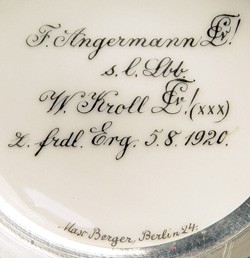 F. Angermann
s. l. Lbb.
W. Kroll (xxx)
z. frdl. Erg. 5.8.1920.
Max Berger, Berlin 24.